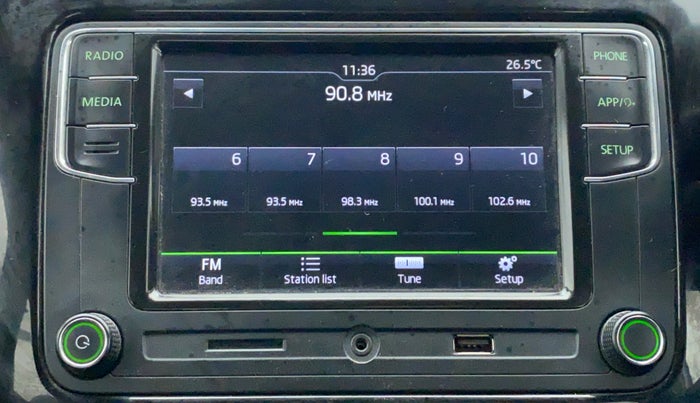 RADIO
MEDIA
11:36
26.5°C
90.8 MHz
6 7 8 9 10
93.5 MHz 93.5 MHz 98.3 MHz 100.1 MHz 102.6 MHz
FM
Band Station list Tune Setup
PHONE
APP/
SETUP